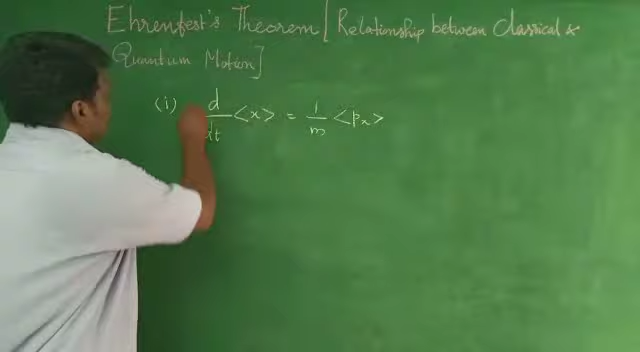 Ehrenfest's Theorem [Relationship between Classical &
Quantum Motion]
(i) d/dt <x> = 1/m <px>